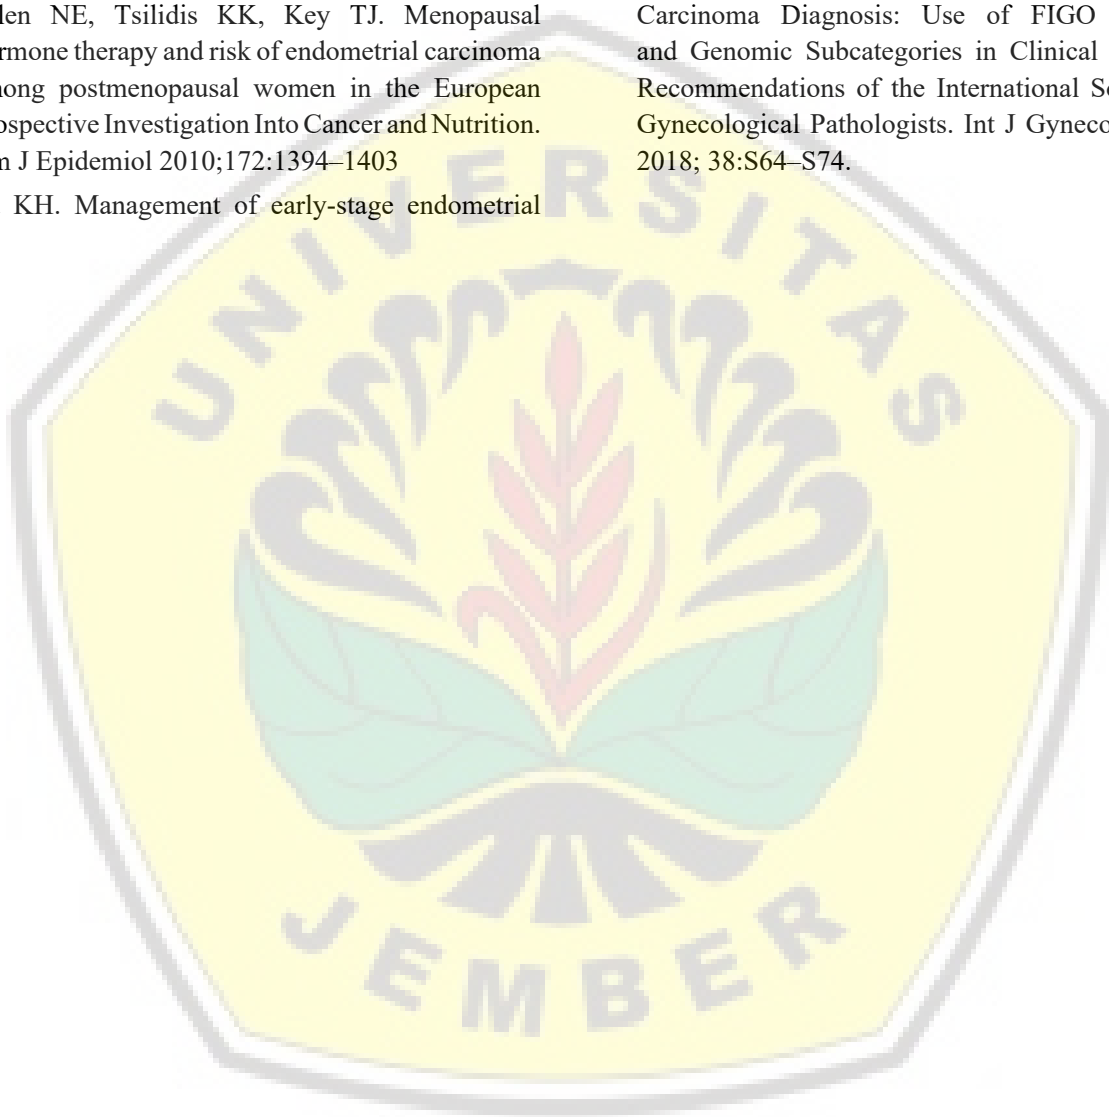 len NE, Tsilidis KK, Key TJ. Menopausal
rmone therapy and risk of endometrial carcinoma
ong postmenopausal women in the European
ospective Investigation Into Cancer and Nutrition.
m J Epidemiol 2010;172:1394–1403
KH. Management of early-stage endometrial
Carcinoma Diagnosis: Use of FIGO
and Genomic Subcategories in Clinical
Recommendations of the International So
Gynecological Pathologists. Int J Gyneco
2018; 38:S64–S74.
UNIVERSITAS
JEMBER